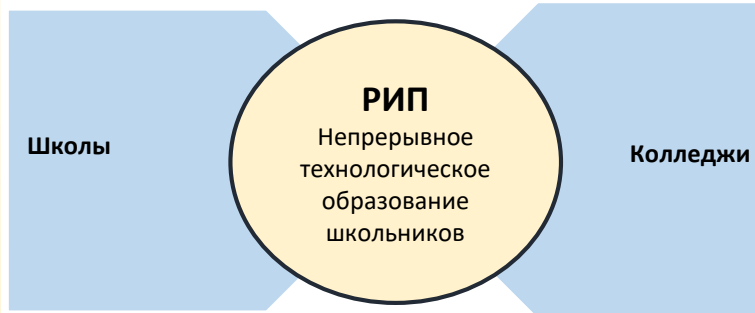 Школы
РИП
Непрерывное
технологическое
образование
школьников
Колледжи